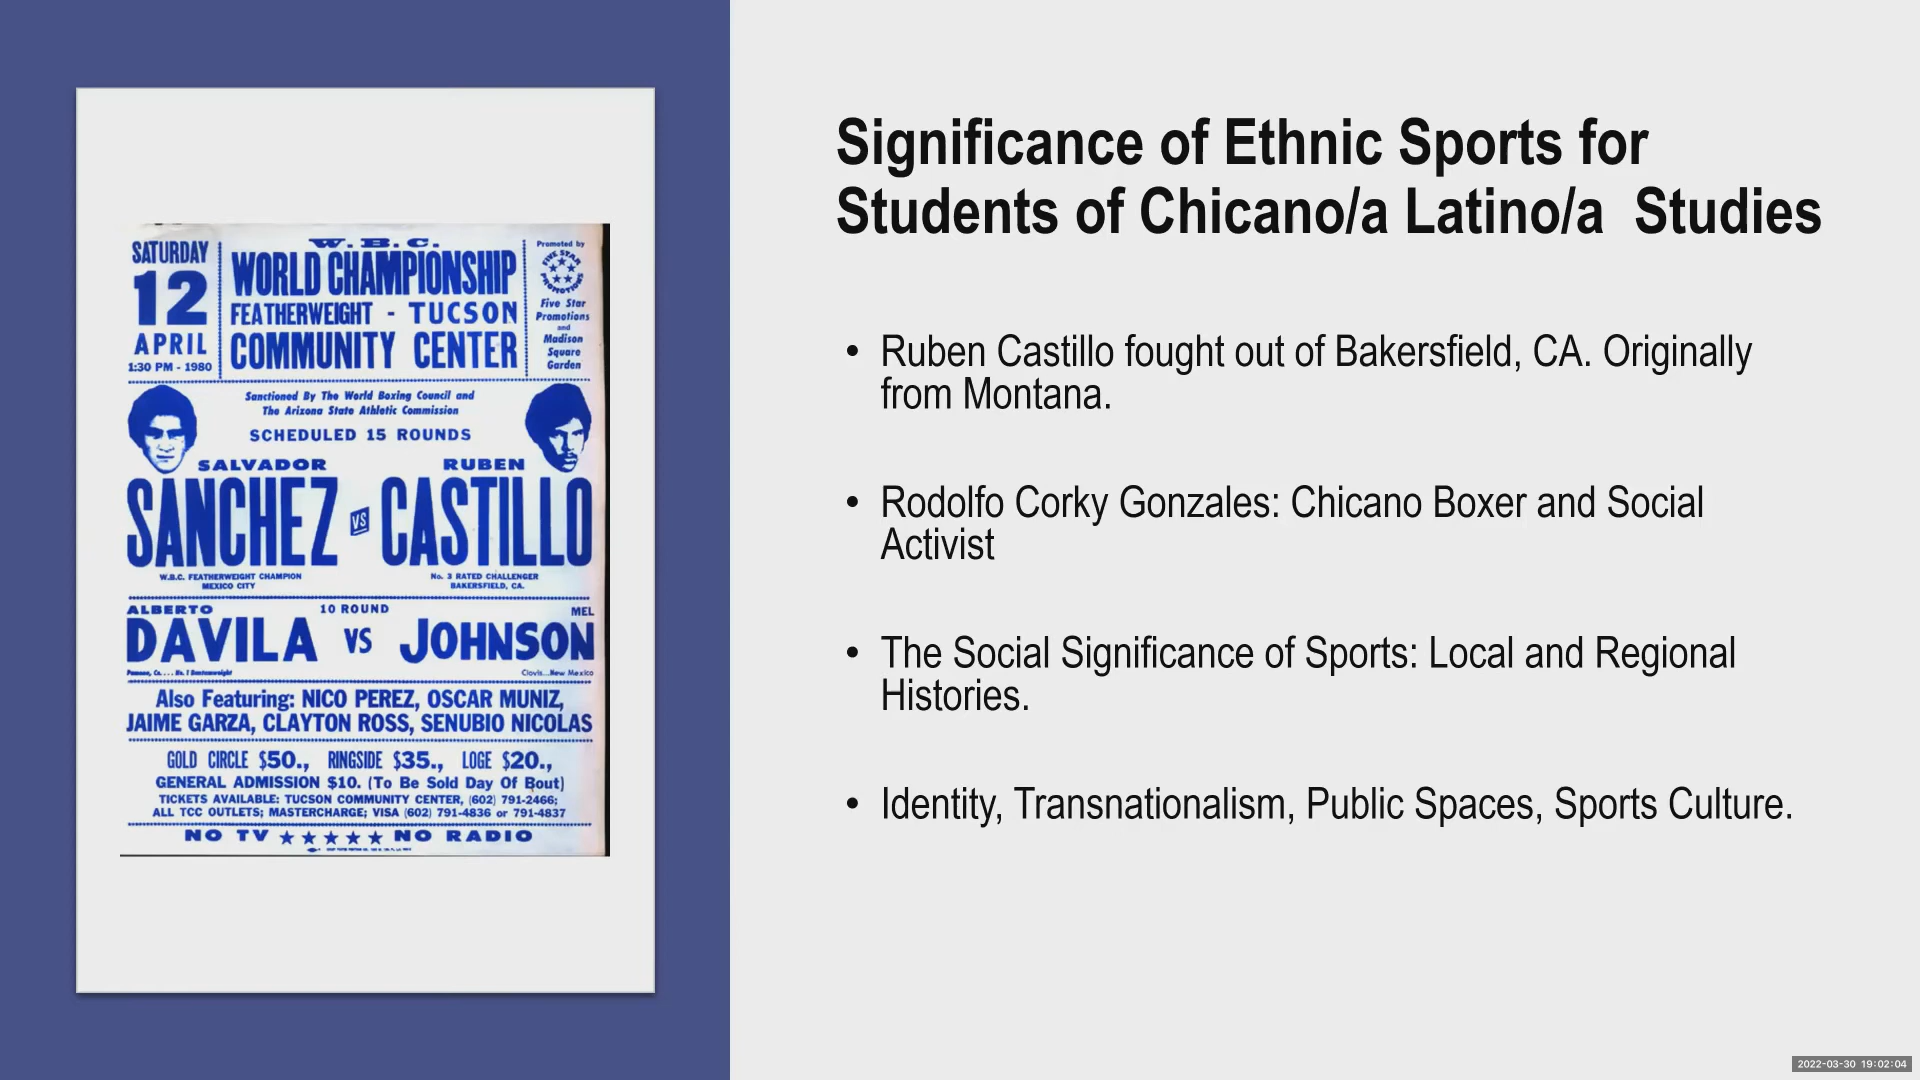 SATURDAY
12
APRIL
1:30 PM - 1980
W.B.C.
WORLD CHAMPIONSHIP
FEATHERWEIGHT - TUCSON
COMMUNITY CENTER
Promoted by
FIVE STAR PROMOTIONS
Five Star
Promotions
and
Madison
Square
Garden
Sanctioned By The World Boxing Council and
The Arizona State Athletic Commission
SCHEDULED 15 ROUNDS
SALVADOR RUBEN
SANCHEZ VS CASTILLO
W.B.C. FEATHERWEIGHT CHAMPION
MEXICO CITY
No. 3 RATED CHALLENGER
BAKERSFIELD, CA.
ALBERTO 10 ROUND MEL
DAVILA VS JOHNSON
Pomona, Ca. . . . No. 1 Bantamweight Clovis...New Mexico
Also Featuring: NICO PEREZ, OSCAR MUNIZ,
JAIME GARZA, CLAYTON ROSS, SENUBIO NICOLAS
GOLD CIRCLE $50., RINGSIDE $35., LOGE $20.,
GENERAL ADMISSION $10. (To Be Sold Day Of Bout)
TICKETS AVAILABLE: TUCSON COMMUNITY CENTER, (602) 791-2466;
ALL TCC OUTLETS; MASTERCHARGE; VISA (602) 791-4836 or 791-4837
NO TV ★★★★★ NO RADIO
Significance of Ethnic Sports for
Students of Chicano/a Latino/a Studies
• Ruben Castillo fought out of Bakersfield, CA. Originally
from Montana.
• Rodolfo Corky Gonzales: Chicano Boxer and Social
Activist
• The Social Significance of Sports: Local and Regional
Histories.
• Identity, Transnationalism, Public Spaces, Sports Culture.
2022-03-30 19:02:04